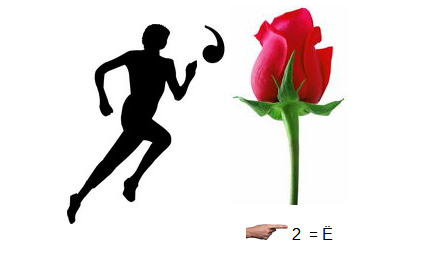 ,
2 = Ë